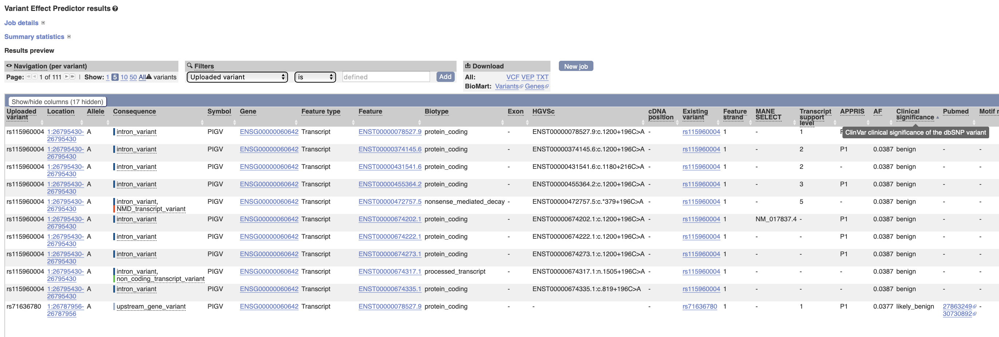 Variant Effect Predictor results
Job details
Summary statistics
Results preview
Navigation (per variant)
Page: 1 of 111 | Show: 1 5 10 50 All variants
Filters
Uploaded variant is defined Add
Download
All: VCF VEP TXT
BioMart: Variants Genes
New job
Show/hide columns (17 hidden)
Uploaded variant Location Allele Consequence Symbol Gene Feature type Feature Biotype Exon HGVSc cDNA position Existing variant Feature strand MANE SELECT Transcript support level APPRIS AF Clinical significance Pubmed Motif
ClinVar clinical significance of the dbSNP variant
rs115960004 1:26795430- A intron_variant PIGV ENSG00000060642 Transcript ENST00000078527.9 protein_coding - ENST00000078527.9:c.1200+196C>A - rs115960004 1 - 1
26795430
rs115960004 1:26795430- A intron_variant PIGV ENSG00000060642 Transcript ENST00000374145.6 protein_coding - ENST00000374145.6:c.1200+196C>A - rs115960004 1 - 2 P1 0.0387 benign - -
26795430
rs115960004 1:26795430- A intron_variant PIGV ENSG00000060642 Transcript ENST00000431541.6 protein_coding - ENST00000431541.6:c.1180+216C>A - rs115960004 1 - 2 - 0.0387 benign - -
26795430
rs115960004 1:26795430- A intron_variant PIGV ENSG00000060642 Transcript ENST00000455364.2 protein_coding - ENST00000455364.2:c.1200+196C>A - rs115960004 1 - 3 P1 0.0387 benign - -
26795430
rs115960004 1:26795430- A intron_variant, PIGV ENSG00000060642 Transcript ENST00000472757.5 nonsense_mediated_decay - ENST00000472757.5:c.*379+196C>A - rs115960004 1 - 5 - 0.0387 benign - -
26795430 NMD_transcript_variant
rs115960004 1:26795430- A intron_variant PIGV ENSG00000060642 Transcript ENST00000674202.1 protein_coding - ENST00000674202.1:c.1200+196C>A - rs115960004 1 NM_017837.4 - P1 0.0387 benign - -
26795430
rs115960004 1:26795430- A intron_variant PIGV ENSG00000060642 Transcript ENST00000674222.1 protein_coding - ENST00000674222.1:c.1200+196C>A - rs115960004 1 - - P1 0.0387 benign - -
26795430
rs115960004 1:26795430- A intron_variant PIGV ENSG00000060642 Transcript ENST00000674273.1 protein_coding - ENST00000674273.1:c.1200+196C>A - rs115960004 1 - - P1 0.0387 benign - -
26795430
rs115960004 1:26795430- A intron_variant, PIGV ENSG00000060642 Transcript ENST00000674317.1 processed_transcript - ENST00000674317.1:n.1505+196C>A - rs115960004 1 - - - 0.0387 benign - -
26795430 non_coding_transcript_variant
rs115960004 1:26795430- A intron_variant PIGV ENSG00000060642 Transcript ENST00000674335.1 protein_coding - ENST00000674335.1:c.819+196C>A - rs115960004 1 - - - 0.0387 benign - -
26795430
rs71636780 1:26787956- A upstream_gene_variant PIGV ENSG00000060642 Transcript ENST00000078527.9 protein_coding - - - rs71636780 1 - 1 P1 0.0377 likely_benign 27863249 -
26787956 30730892